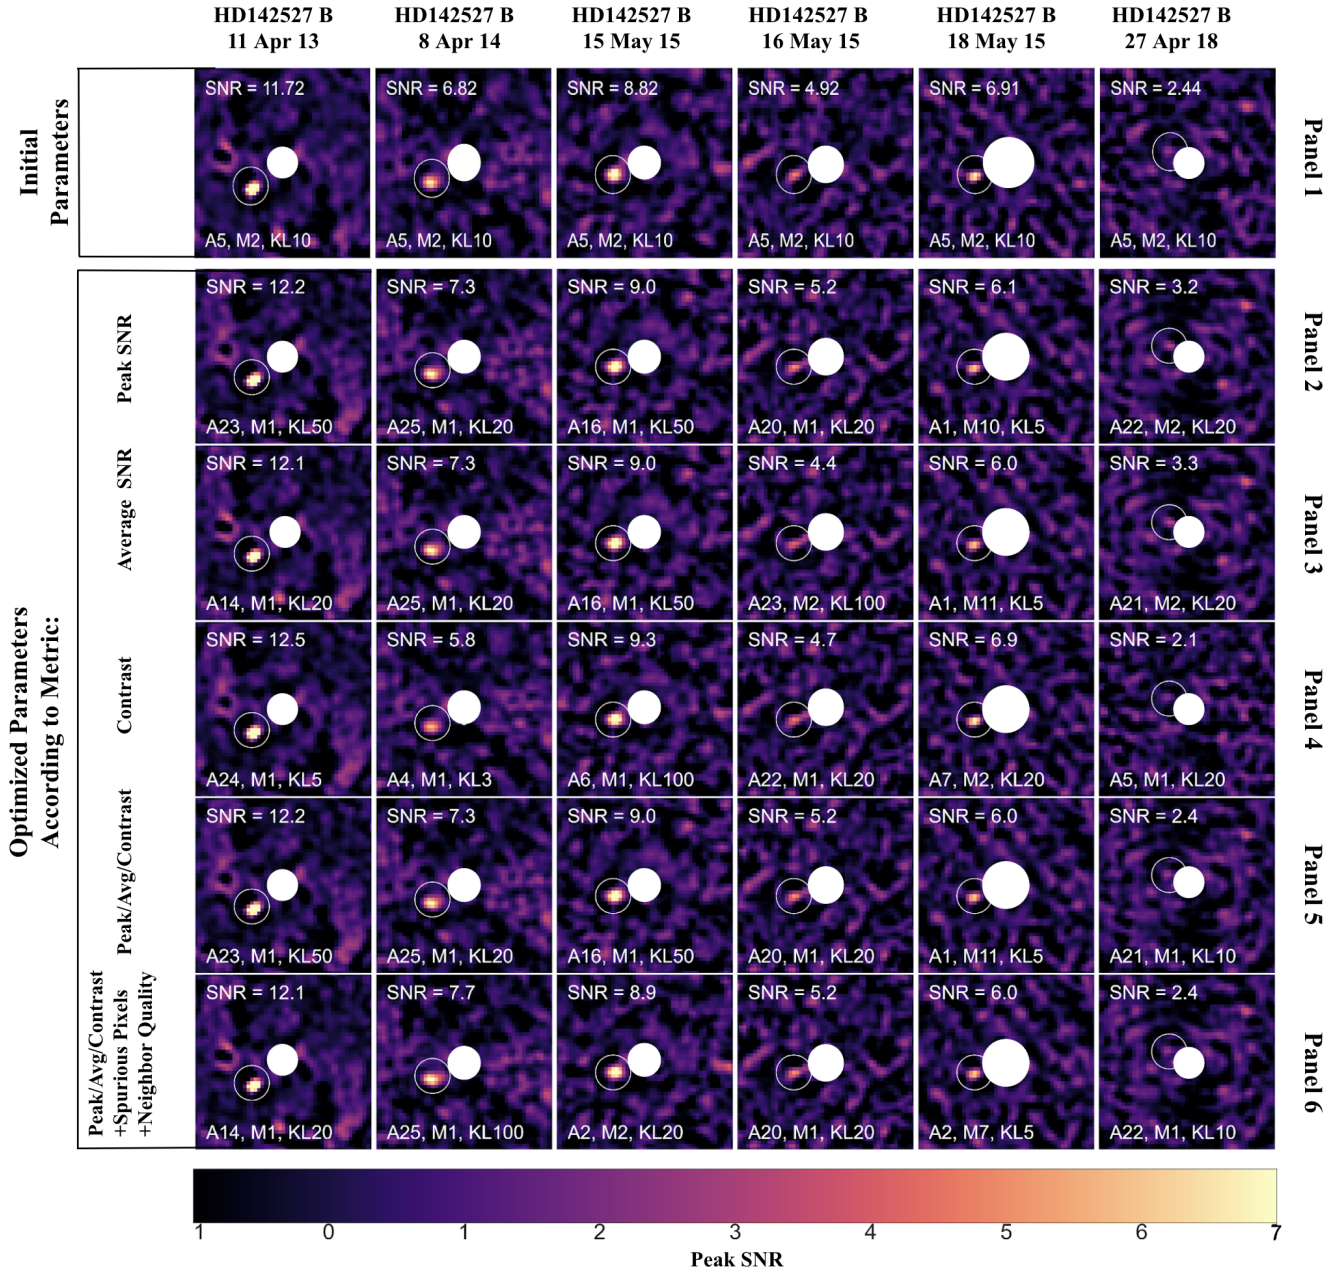 HD142527 B HD142527 B HD142527 B HD142527 B HD142527 B HD142527 B
11 Apr 13 8 Apr 14 15 May 15 16 May 15 18 May 15 27 Apr 18
Initial
Parameters
SNR = 11.72 SNR = 6.82 SNR = 8.82 SNR = 4.92 SNR = 6.91 SNR = 2.44
A5, M2, KL10 A5, M2, KL10 A5, M2, KL10 A5, M2, KL10 A5, M2, KL10 A5, M2, KL10
Panel 1
Optimized Parameters
According to Metric:
Peak SNR
SNR = 12.2 SNR = 7.3 SNR = 9.0 SNR = 5.2 SNR = 6.1 SNR = 3.2
A23, M1, KL50 A25, M1, KL20 A16, M1, KL50 A20, M1, KL20 A1, M10, KL5 A22, M2, KL20
Panel 2
Average SNR
SNR = 12.1 SNR = 7.3 SNR = 9.0 SNR = 4.4 SNR = 6.0 SNR = 3.3
A14, M1, KL20 A25, M1, KL20 A16, M1, KL50 A23, M2, KL100 A1, M11, KL5 A21, M2, KL20
Panel 3
Contrast
SNR = 12.5 SNR = 5.8 SNR = 9.3 SNR = 4.7 SNR = 6.9 SNR = 2.1
A24, M1, KL5 A4, M1, KL3 A6, M1, KL100 A22, M1, KL20 A7, M2, KL20 A5, M1, KL20
Panel 4
Peak/Avg/Contrast
SNR = 12.2 SNR = 7.3 SNR = 9.0 SNR = 5.2 SNR = 6.0 SNR = 2.4
A23, M1, KL50 A25, M1, KL20 A16, M1, KL50 A20, M1, KL20 A1, M11, KL5 A21, M1, KL10
Panel 5
Peak/Avg/Contrast
+Spurious Pixels
+Neighbor Quality
SNR = 12.1 SNR = 7.7 SNR = 8.9 SNR = 5.2 SNR = 6.0 SNR = 2.4
A14, M1, KL20 A25, M1, KL100 A2, M2, KL20 A20, M1, KL20 A2, M7, KL5 A22, M1, KL10
Panel 6
1 0 1 2 3 4 5 6 7
Peak SNR